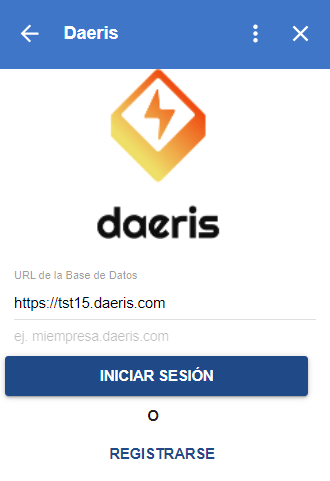 Daeris
daeris
URL de la Base de Datos
https://tst15.daeris.com
ej. miempresa.daeris.com
INICIAR SESIÓN
O
REGISTRARSE